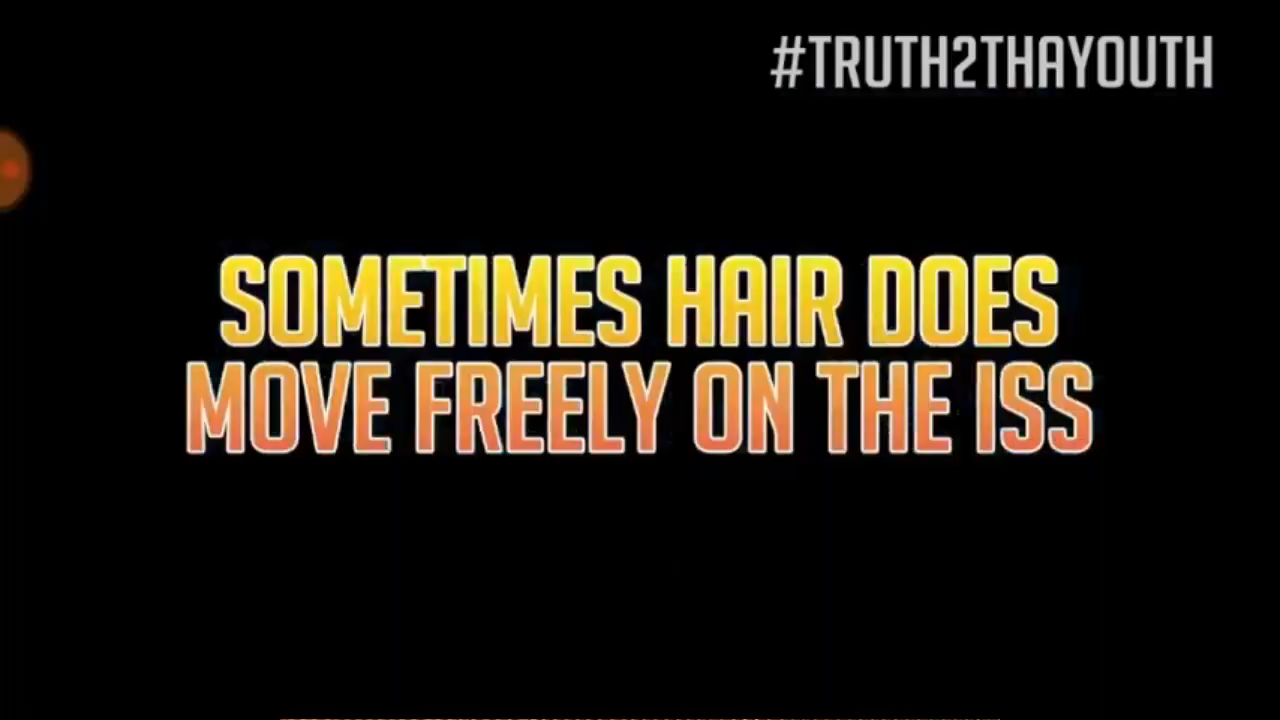 #TRUTH2THAYOUTH
SOMETIMES HAIR DOES
MOVE FREELY ON THE ISS